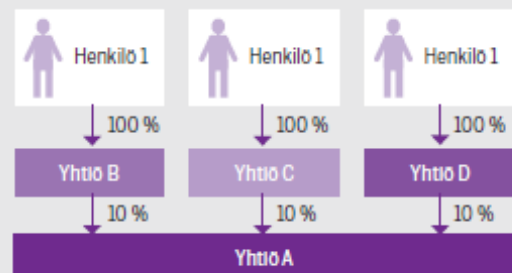 Henkilö 1 Henkilö 1 Henkilö 1
100 % 100 % 100 %
Yhtiö B Yhtiö C Yhtiö D
10 % 10 % 10 %
Yhtiö A